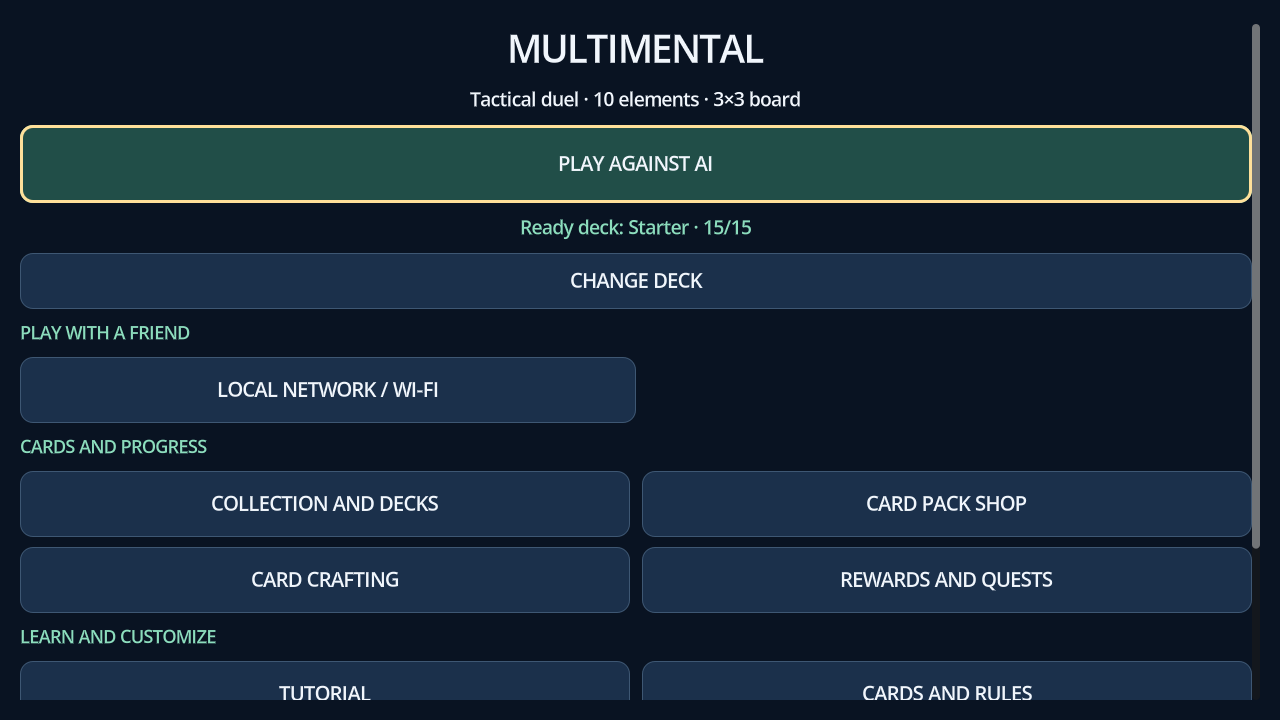 MULTIMENTAL
Tactical duel · 10 elements · 3×3 board
PLAY AGAINST AI
Ready deck: Starter · 15/15
CHANGE DECK
PLAY WITH A FRIEND
LOCAL NETWORK / WI-FI
CARDS AND PROGRESS
COLLECTION AND DECKS
CARD PACK SHOP
CARD CRAFTING
REWARDS AND QUESTS
LEARN AND CUSTOMIZE
TUTORIAL
CARDS AND RULES